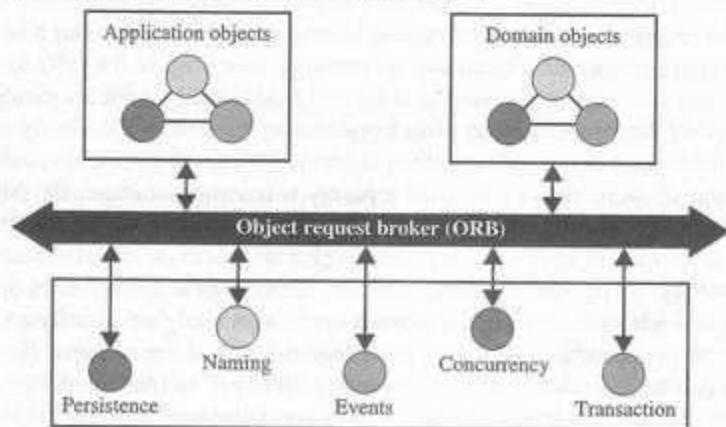 Application objects
Domain objects
Object request broker (ORB)
Naming
Concurrency
Persistence
Events
Transaction